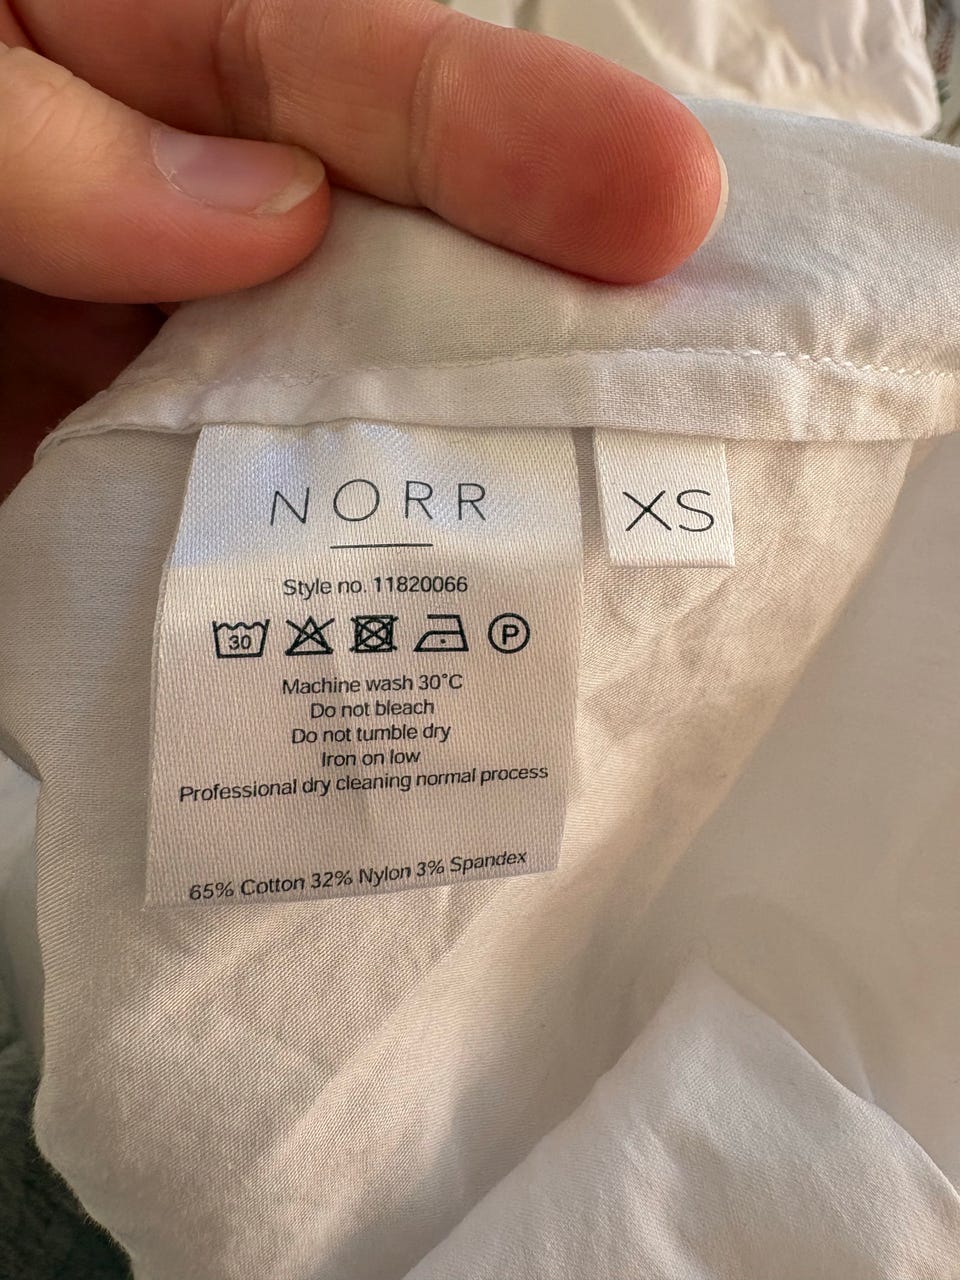 NORR
XS
Style no. 11820066
30 P
Machine wash 30°C
Do not bleach
Do not tumble dry
Iron on low
Professional dry cleaning normal process
65% Cotton 32% Nylon 3% Spandex